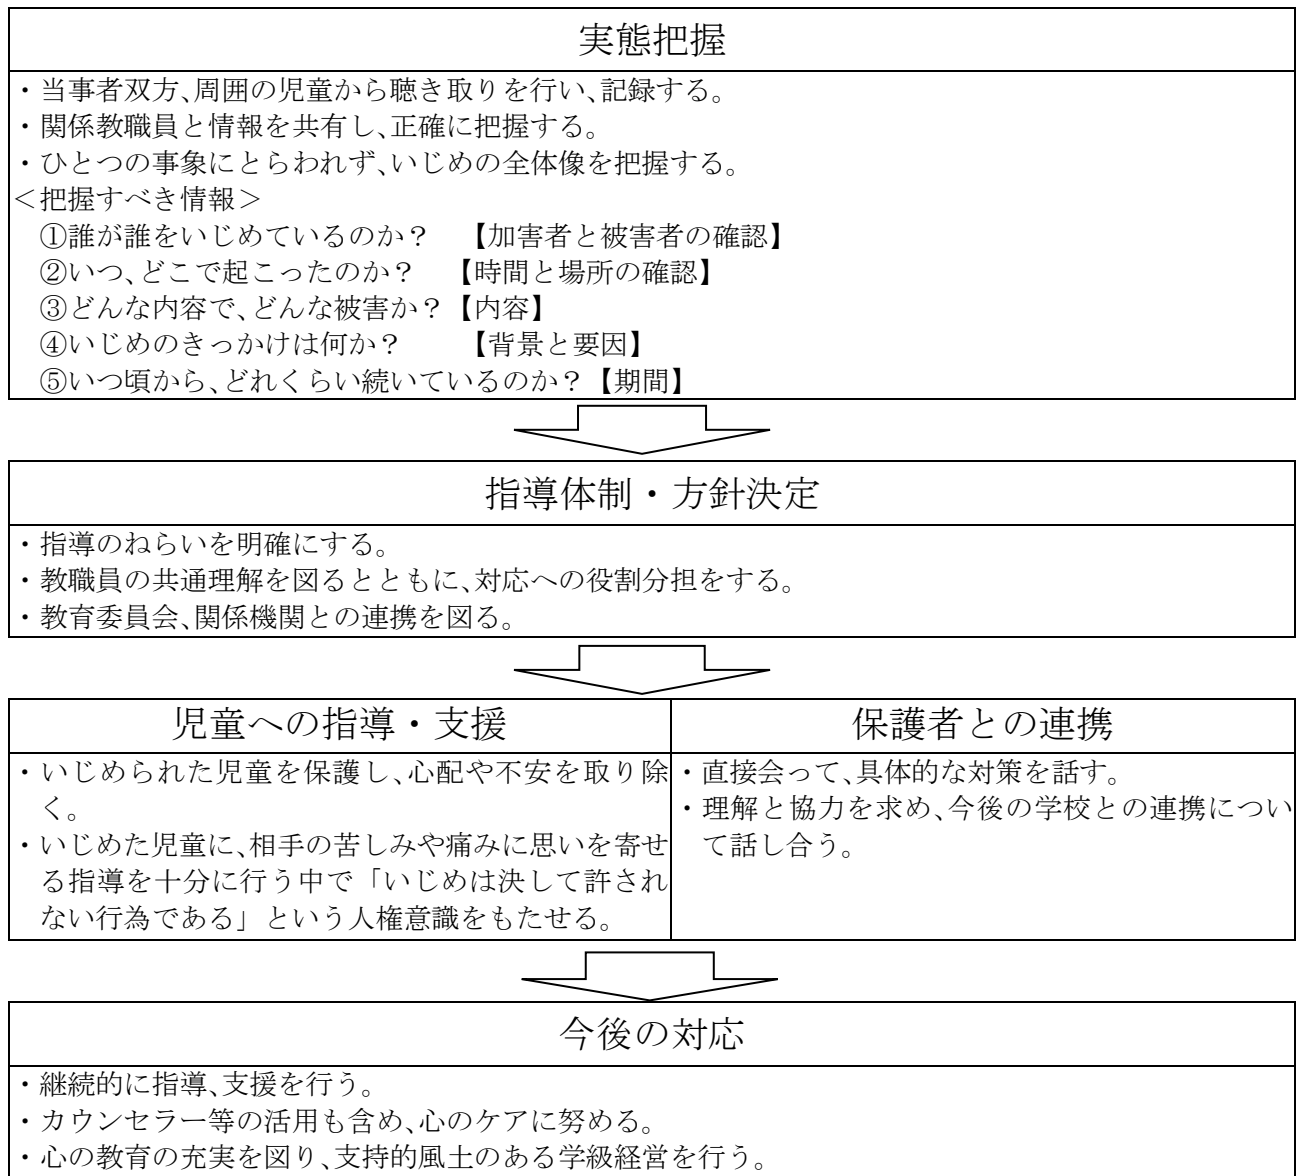 実態把握
・当事者双方、周囲の児童から聴き取りを行い、記録する。
・関係教職員と情報を共有し、正確に把握する。
・ひとつの事象にとらわれず、いじめの全体像を把握する。
＜把握すべき情報＞
①誰が誰をいじめているのか？　【加害者と被害者の確認】
②いつ、どこで起こったのか？　【時間と場所の確認】
③どんな内容で、どんな被害か？【内容】
④いじめのきっかけは何か？　　【背景と要因】
⑤いつ頃から、どれくらい続いているのか？【期間】
指導体制・方針決定
・指導のねらいを明確にする。
・教職員の共通理解を図るとともに、対応への役割分担をする。
・教育委員会、関係機関との連携を図る。
児童への指導・支援
・いじめられた児童を保護し、心配や不安を取り除
く。
・いじめた児童に、相手の苦しみや痛みに思いを寄せ
る指導を十分に行う中で「いじめは決して許され
ない行為である」という人権意識をもたせる。
保護者との連携
・直接会って、具体的な対策を話す。
・理解と協力を求め、今後の学校との連携につい
て話し合う。
今後の対応
・継続的に指導、支援を行う。
・カウンセラー等の活用も含め、心のケアに努める。
・心の教育の充実を図り、支持的風土のある学級経営を行う。